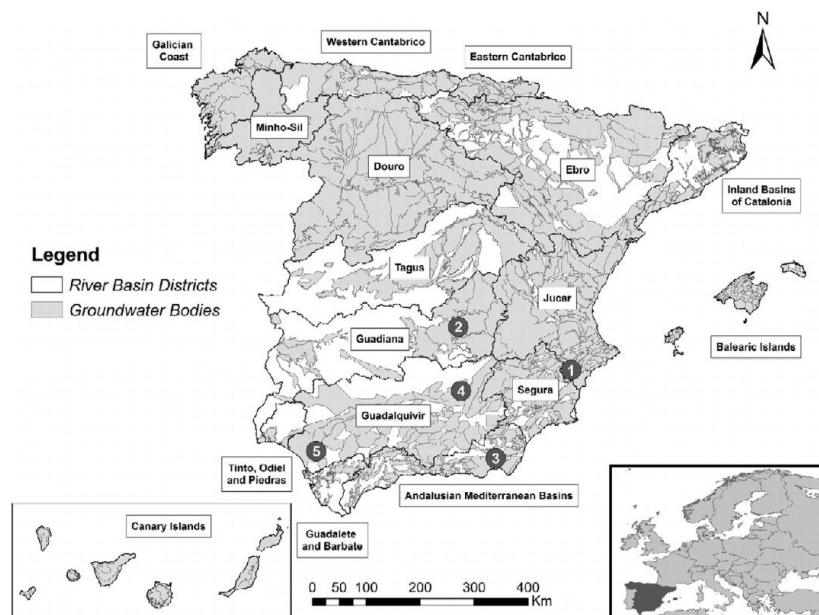 N
Galician
Coast
Western Cantabrico
Eastern Cantabrico
Minho-Sil
Douro
Ebro
Inland Basins
of Catalonia
Legend
River Basin Districts
Groundwater Bodies
Tagus
Jucar
Balearic Islands
Guadiana
2
1
Segura
4
Guadalquivir
5
3
Tinto, Odiel
and Piedras
Andalusian Mediterranean Basins
Canary Islands
Guadalete
and Barbate
0 50 100 200 300 400
Km